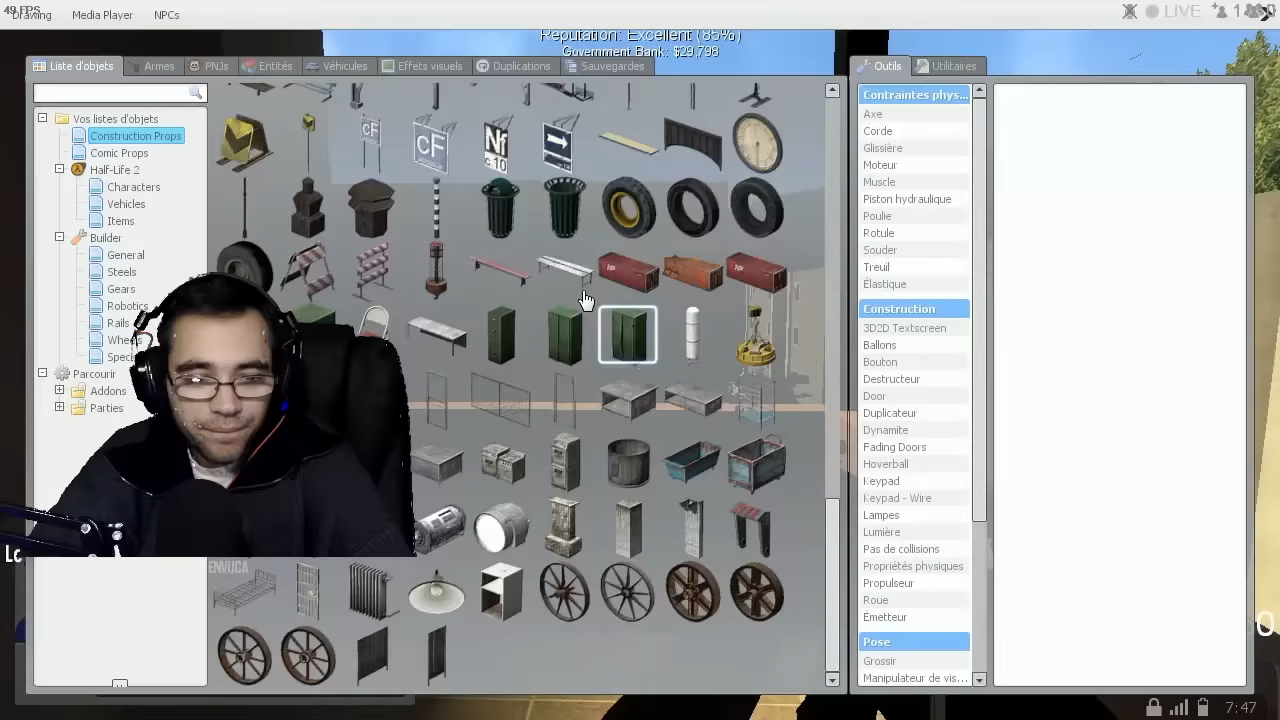 49 FPS
Drawing Media Player NPCs
LIVE
Reputation: Excellent (85%)
Government Bank: $29,798
Liste d'objets Armes PNJs Entités Véhicules Effets visuels Duplications Sauvegardes
Outils Utilitaires
Vos listes d'objets
Construction Props
Comic Props
Half-Life 2
Characters
Vehicles
Items
Builder
General
Steels
Gears
Robotics
Parcourir
Addons
Parties
cF
cF
Nf
c 10
ENVUCA
Contraintes phys...
Axe
Corde
Glissière
Moteur
Muscle
Piston hydraulique
Poulie
Rotule
Souder
Treuil
Élastique
Construction
3D2D Textscreen
Ballons
Bouton
Destructeur
Door
Duplicateur
Dynamite
Fading Doors
Hoverball
Keypad
Keypad - Wire
Lampes
Lumière
Pas de collisions
Propriétés physiques
Propulseur
Roue
Émetteur
Pose
Grossir
Manipulateur de vis...
7:47